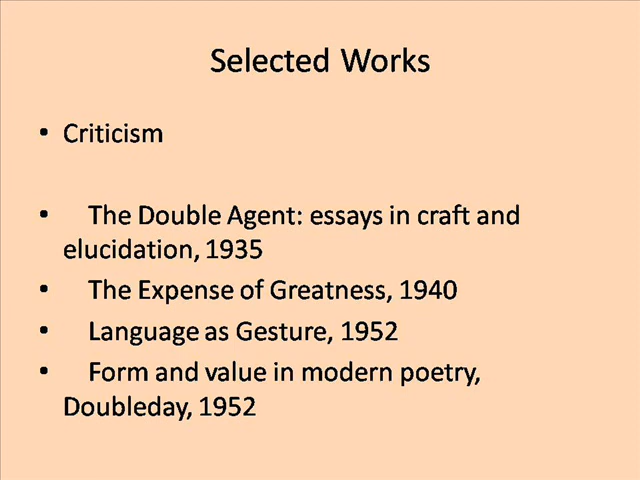 Selected Works
• Criticism
• The Double Agent: essays in craft and
elucidation, 1935
• The Expense of Greatness, 1940
• Language as Gesture, 1952
• Form and value in modern poetry,
Doubleday, 1952